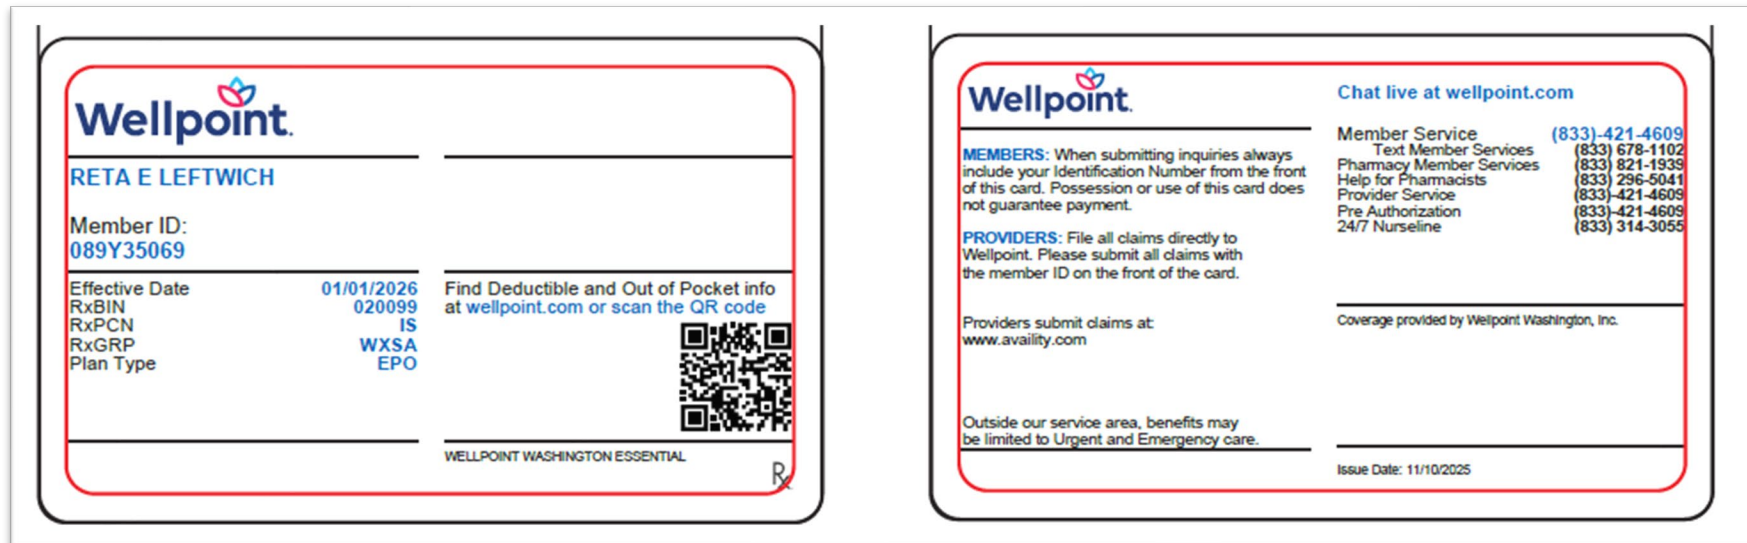 Wellpoint.
RETA E LEFTWICH
Member ID:
089Y35069
Effective Date 01/01/2026
RxBIN 020099
RxPCN IS
RxGRP WXSA
Plan Type EPO
Find Deductible and Out of Pocket info
at wellpoint.com or scan the QR code
WELLPOINT WASHINGTON ESSENTIAL
Rx
Wellpoint.
MEMBERS: When submitting inquiries always
include your Identification Number from the front
of this card. Possession or use of this card does
not guarantee payment.
PROVIDERS: File all claims directly to
Wellpoint. Please submit all claims with
the member ID on the front of the card.
Providers submit claims at:
www.availity.com
Outside our service area, benefits may
be limited to Urgent and Emergency care.
Chat live at wellpoint.com
Member Service (833)-421-4609
Text Member Services (833) 678-1102
Pharmacy Member Services (833) 821-1939
Help for Pharmacists (833) 296-5041
Provider Service (833)-421-4609
Pre Authorization (833)-421-4609
24/7 Nurseline (833) 314-3055
Coverage provided by Wellpoint Washington, Inc.
Issue Date: 11/10/2025